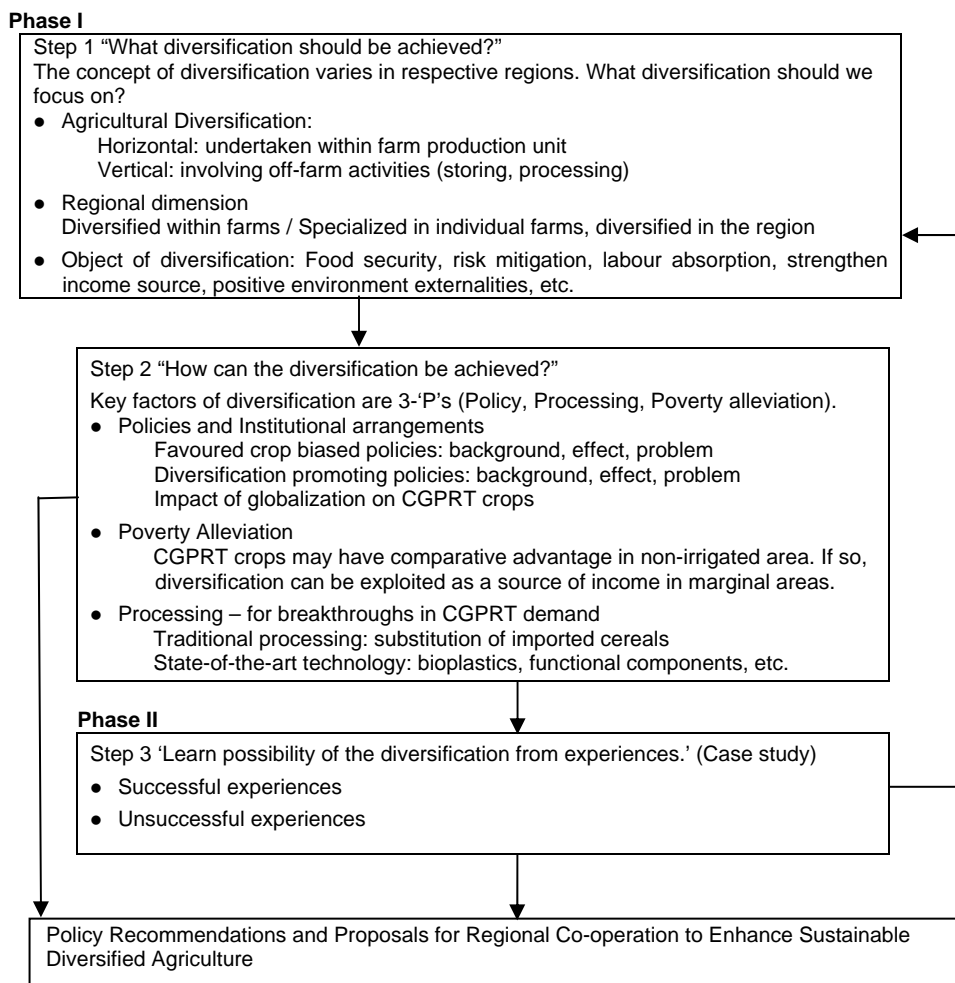 Phase I
Step 1 “What diversification should be achieved?”
The concept of diversification varies in respective regions. What diversification should we
focus on?
● Agricultural Diversification:
Horizontal: undertaken within farm production unit
Vertical: involving off-farm activities (storing, processing)
● Regional dimension
Diversified within farms / Specialized in individual farms, diversified in the region
● Object of diversification: Food security, risk mitigation, labour absorption, strengthen
income source, positive environment externalities, etc.
Step 2 “How can the diversification be achieved?”
Key factors of diversification are 3-‘P’s (Policy, Processing, Poverty alleviation).
● Policies and Institutional arrangements
Favoured crop biased policies: background, effect, problem
Diversification promoting policies: background, effect, problem
Impact of globalization on CGPRT crops
● Poverty Alleviation
CGPRT crops may have comparative advantage in non-irrigated area. If so,
diversification can be exploited as a source of income in marginal areas.
● Processing – for breakthroughs in CGPRT demand
Traditional processing: substitution of imported cereals
State-of-the-art technology: bioplastics, functional components, etc.
Phase II
Step 3 ‘Learn possibility of the diversification from experiences.’ (Case study)
● Successful experiences
● Unsuccessful experiences
Policy Recommendations and Proposals for Regional Co-operation to Enhance Sustainable
Diversified Agriculture